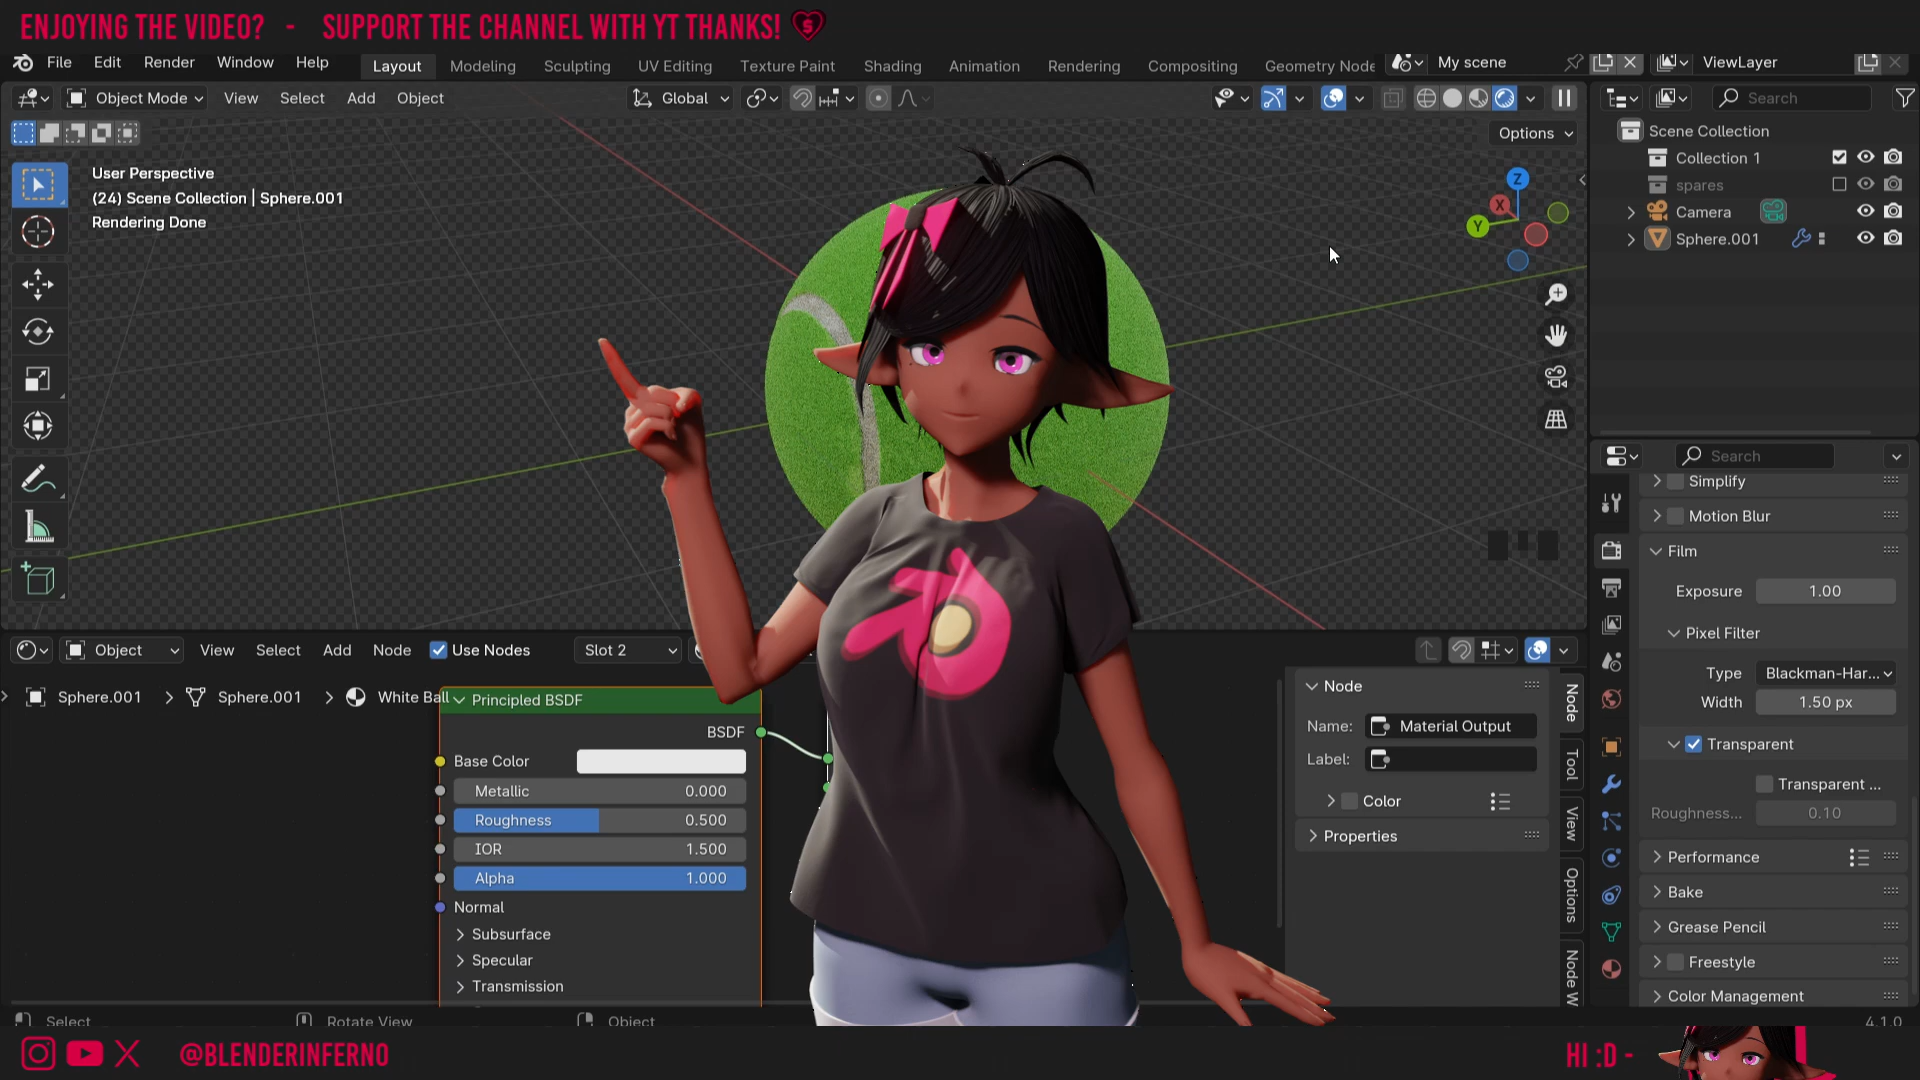 ENJOYING THE VIDEO? - SUPPORT THE CHANNEL WITH YT THANKS!
File Edit Render Window Help Layout Modeling Sculpting UV Editing Texture Paint Shading Animation Rendering Compositing Geometry Node My scene ViewLayer
Object Mode View Select Add Object Global Search
Options
User Perspective
(24) Scene Collection | Sphere.001
Rendering Done
Z
X
Y
Scene Collection
Collection 1
spares
Camera
Sphere.001
Search
Simplify
Motion Blur
Film
Exposure 1.00
Pixel Filter
Type Blackman-Har...
Width 1.50 px
Transparent
Transparent ...
Roughness... 0.10
Performance
Bake
Grease Pencil
Freestyle
Color Management
Object View Select Add Node Use Nodes Slot 2
Sphere.001 > Sphere.001 > White Ball
Principled BSDF
BSDF
Base Color
Metallic 0.000
Roughness 0.500
IOR 1.500
Alpha 1.000
Normal
Subsurface
Specular
Transmission
Node
Name: Material Output
Label:
Color
Properties
Node
Tool
View
Options
Node W
Select Rotate View Object 4.1.0
@BLENDERINFERNO
HI :D -